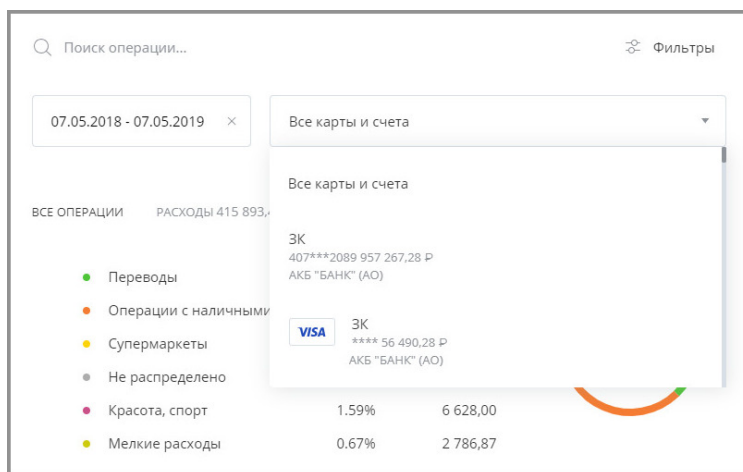 Поиск операции...
Фильтры
07.05.2018 - 07.05.2019 ×
Все карты и счета
Все карты и счета
ВСЕ ОПЕРАЦИИ РАСХОДЫ 415 893,
ЗК
407***2089 957 267,28 ₽
АКБ "БАНК" (АО)
Переводы
Операции с наличными
VISA
ЗК
**** 56 490,28 ₽
АКБ "БАНК" (АО)
Супермаркеты
Не распределено
Красота, спорт 1.59% 6 628,00
Мелкие расходы 0.67% 2 786,87